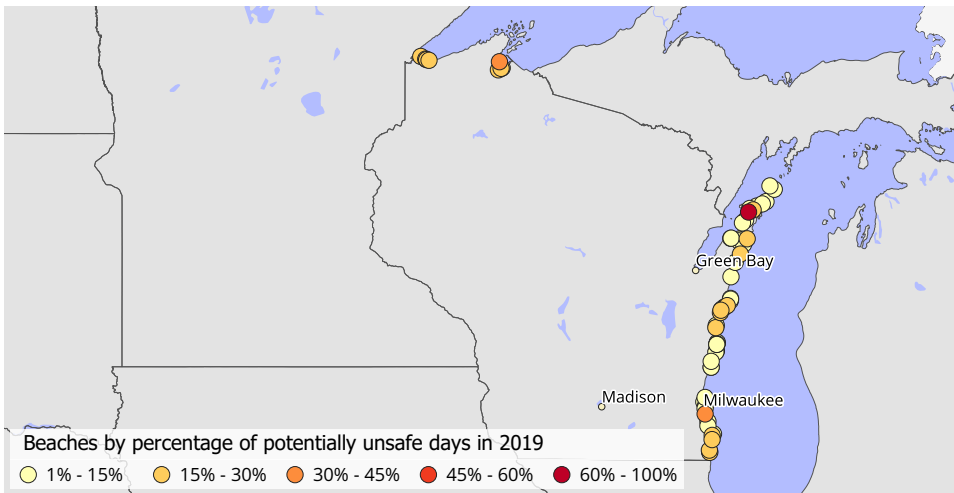 Green Bay
Madison
Milwaukee
Beaches by percentage of potentially unsafe days in 2019
1% - 15%
15% - 30%
30% - 45%
45% - 60%
60% - 100%